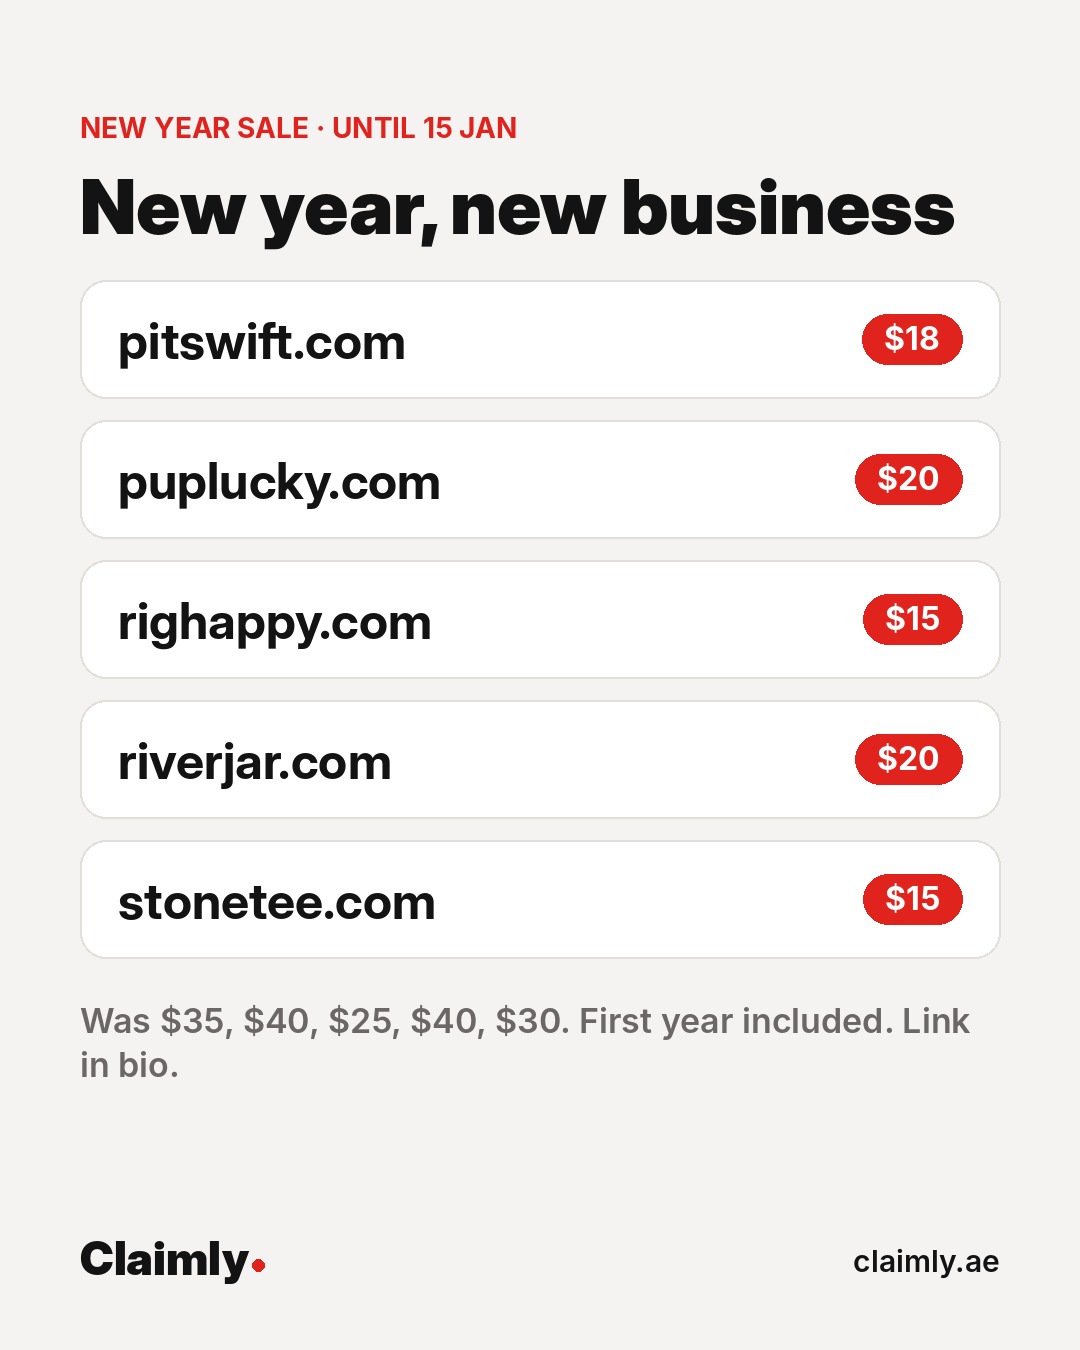 NEW YEAR SALE · UNTIL 15 JAN
New year, new business
pitswift.com $18
puplucky.com $20
righappy.com $15
riverjar.com $20
stonetee.com $15
Was $35, $40, $25, $40, $30. First year included. Link
in bio.
Claimly. claimly.ae